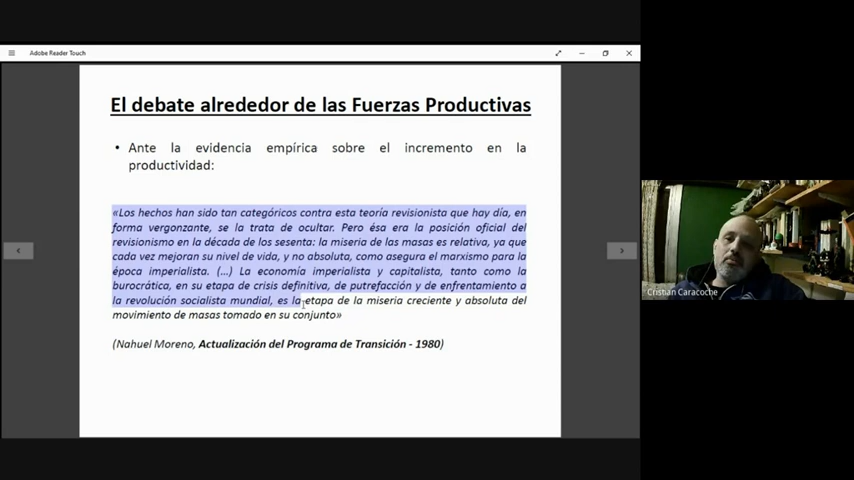 Adobe Reader Touch
El debate alrededor de las Fuerzas Productivas
• Ante la evidencia empírica sobre el incremento en la
productividad:
«Los hechos han sido tan categóricos contra esta teoría revisionista que hay día, en
forma vergonzante, se la trata de ocultar. Pero ésa era la posición oficial del
revisionismo en la década de los sesenta: la miseria de las masas es relativa, ya que
cada vez mejoran su nivel de vida, y no absoluta, como asegura el marxismo para la
época imperialista. (...) La economía imperialista y capitalista, tanto como la
burocrática, en su etapa de crisis definitiva, de putrefacción y de enfrentamiento a
la revolución socialista mundial, es la etapa de la miseria creciente y absoluta del
movimiento de masas tomado en su conjunto»
(Nahuel Moreno, Actualización del Programa de Transición - 1980)
Cristian Caracoche